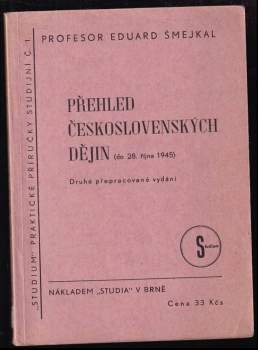 PROFESOR EDUARD ŠMEJKAL
„STUDIUM“ PRAKTICKÉ PŘÍRUČKY STUDIJNÍ Č. 1
PŘEHLED
ČESKOSLOVENSKÝCH
DĚJIN (do 28. října 1945)
Druhé přepracované vydání
Studium
NÁKLADEM „STUDIA“ V BRNĚ
Cena 33 Kčs